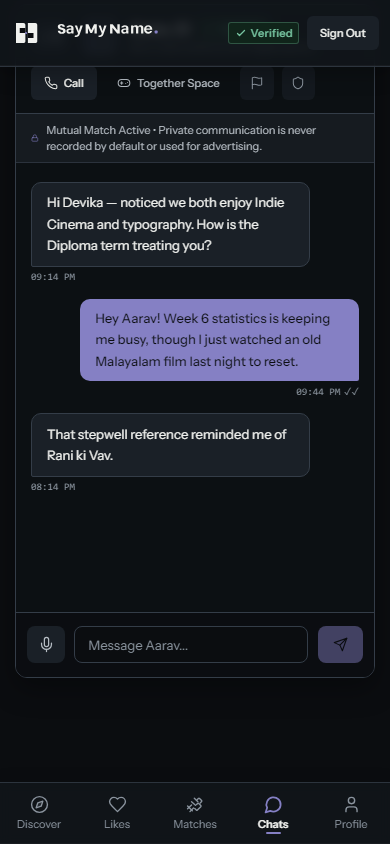 Say My Name.
✓ Verified
Sign Out
Call
Together Space
Mutual Match Active • Private communication is never
recorded by default or used for advertising.
Hi Devika — noticed we both enjoy Indie
Cinema and typography. How is the
Diploma term treating you?
09:14 PM
Hey Aarav! Week 6 statistics is keeping
me busy, though I just watched an old
Malayalam film last night to reset.
09:44 PM ✓✓
That stepwell reference reminded me of
Rani ki Vav.
08:14 PM
Message Aarav...
Discover
Likes
Matches
Chats
Profile